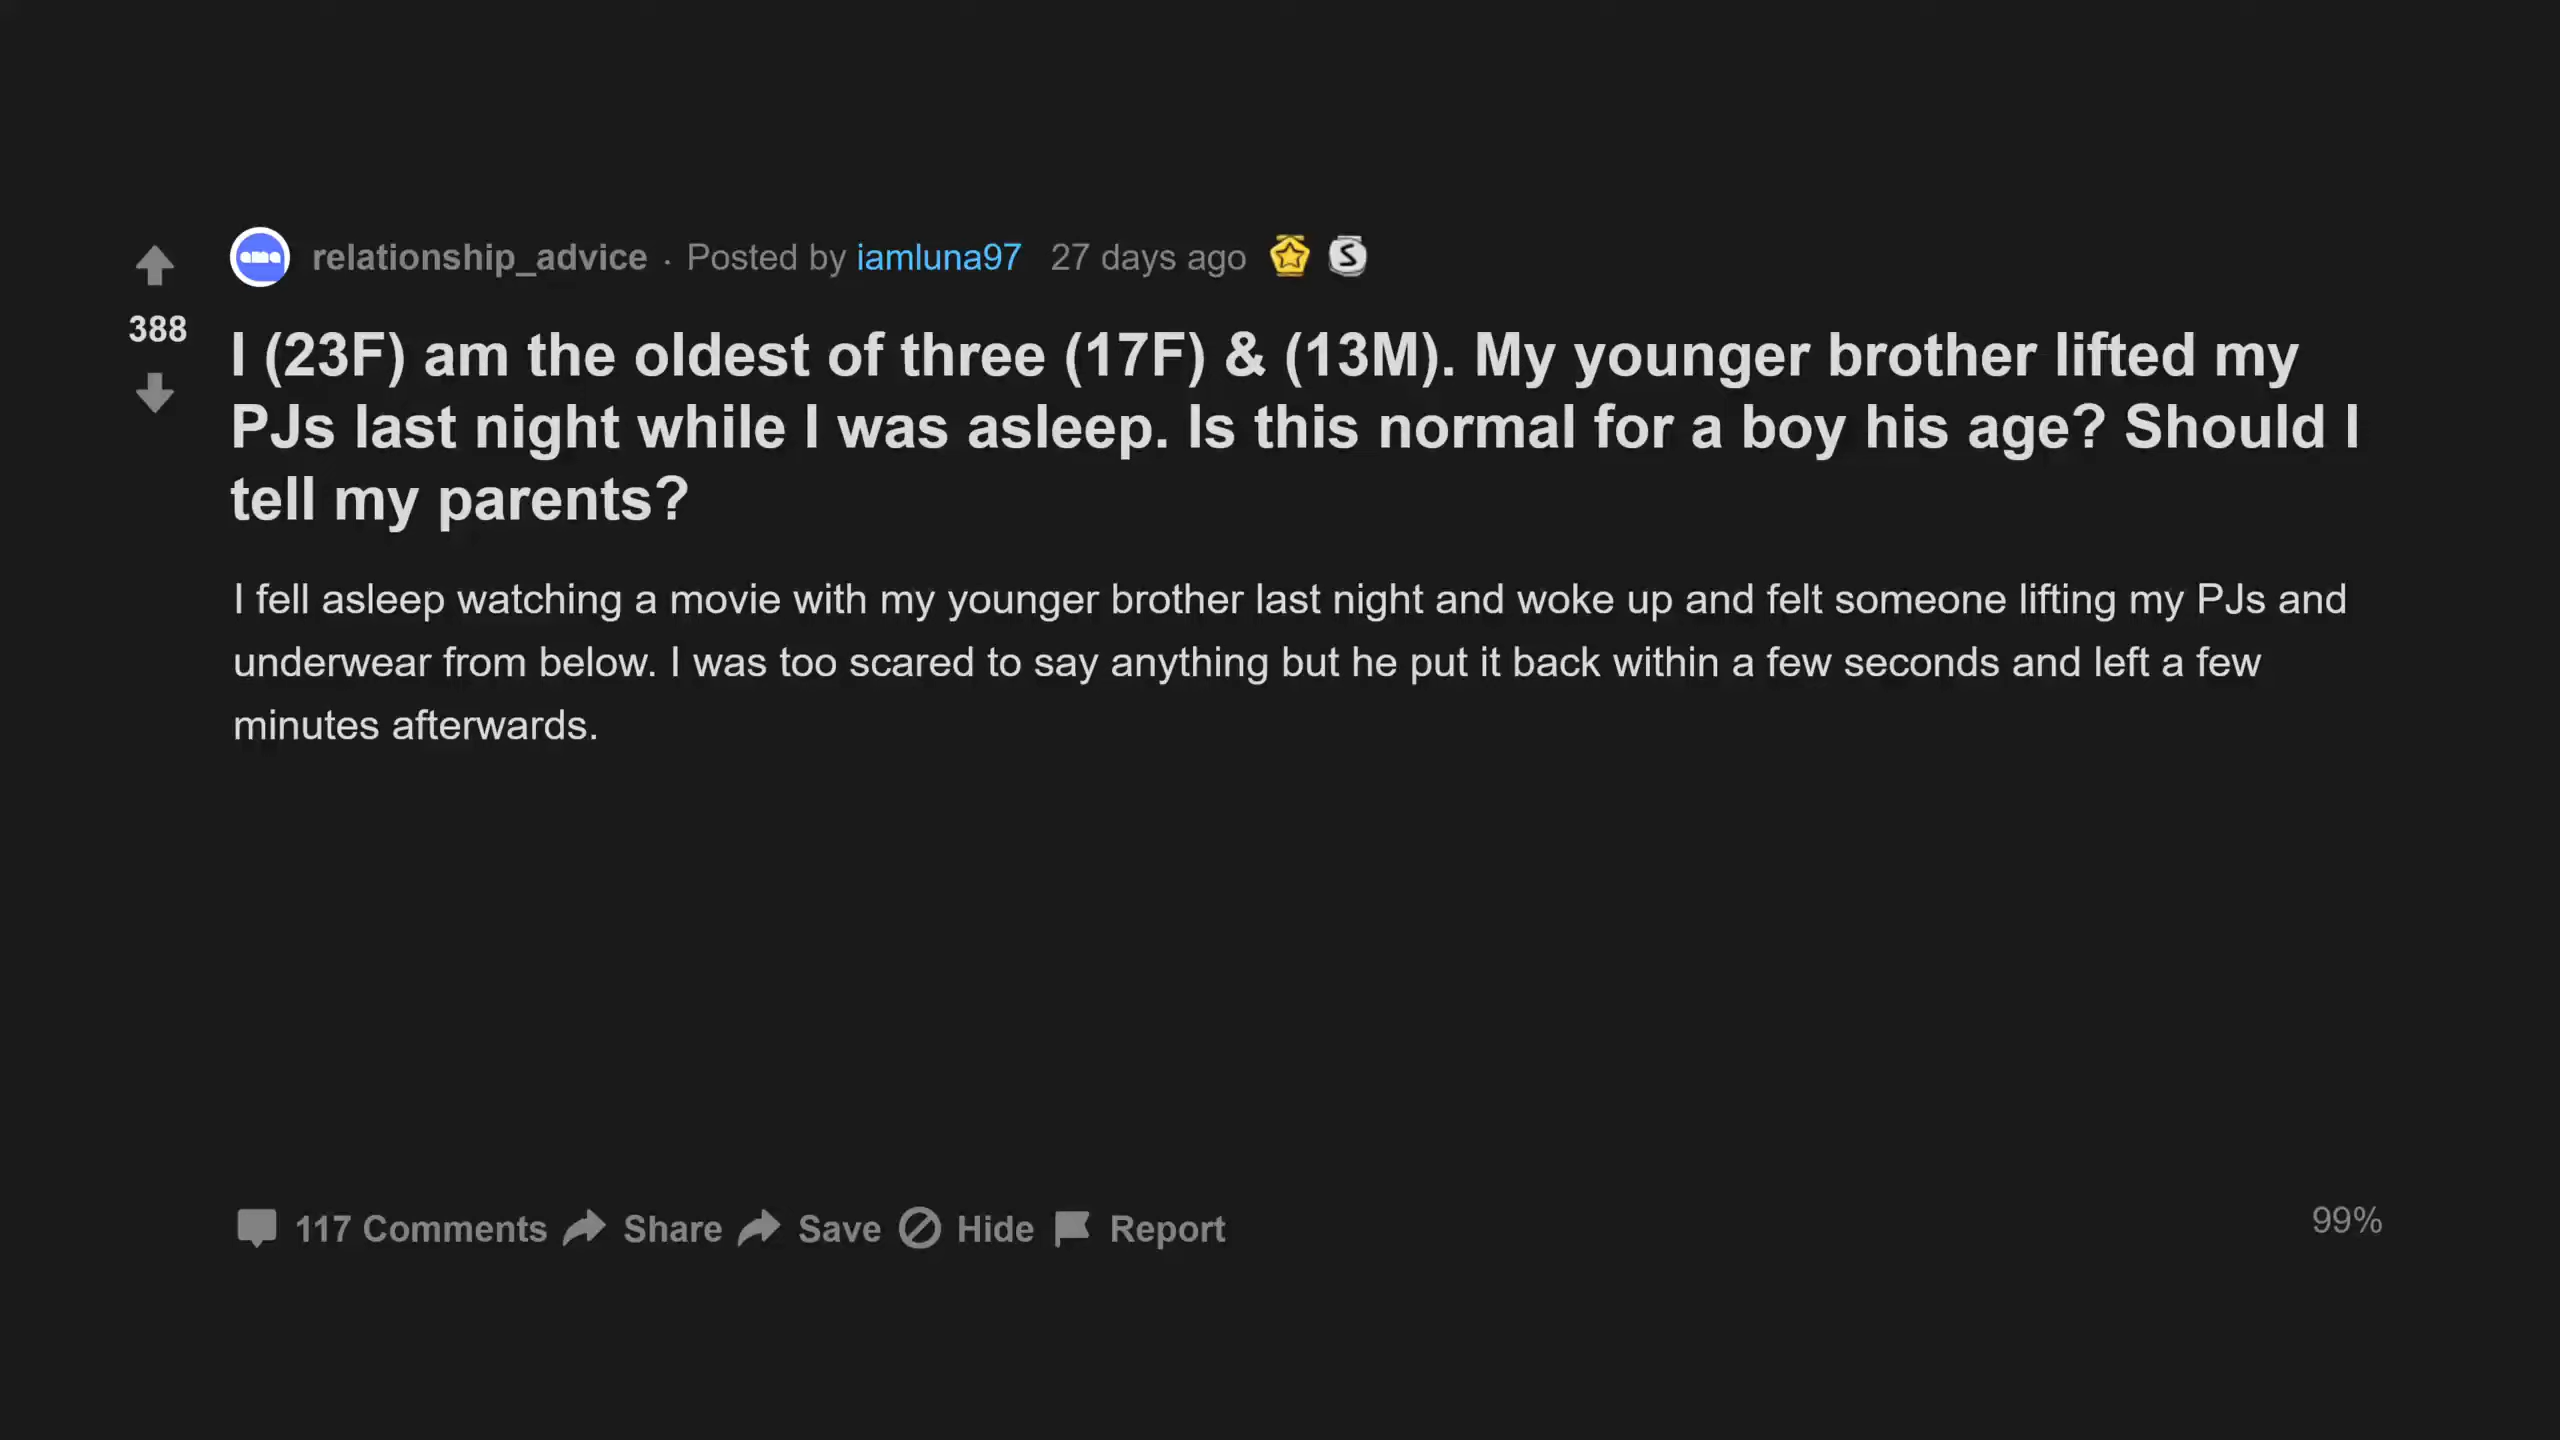 relationship_advice · Posted by iamluna97 27 days ago
388
I (23F) am the oldest of three (17F) & (13M). My younger brother lifted my
PJs last night while I was asleep. Is this normal for a boy his age? Should I
tell my parents?
I fell asleep watching a movie with my younger brother last night and woke up and felt someone lifting my PJs and
underwear from below. I was too scared to say anything but he put it back within a few seconds and left a few
minutes afterwards.
117 Comments Share Save Hide Report
99%